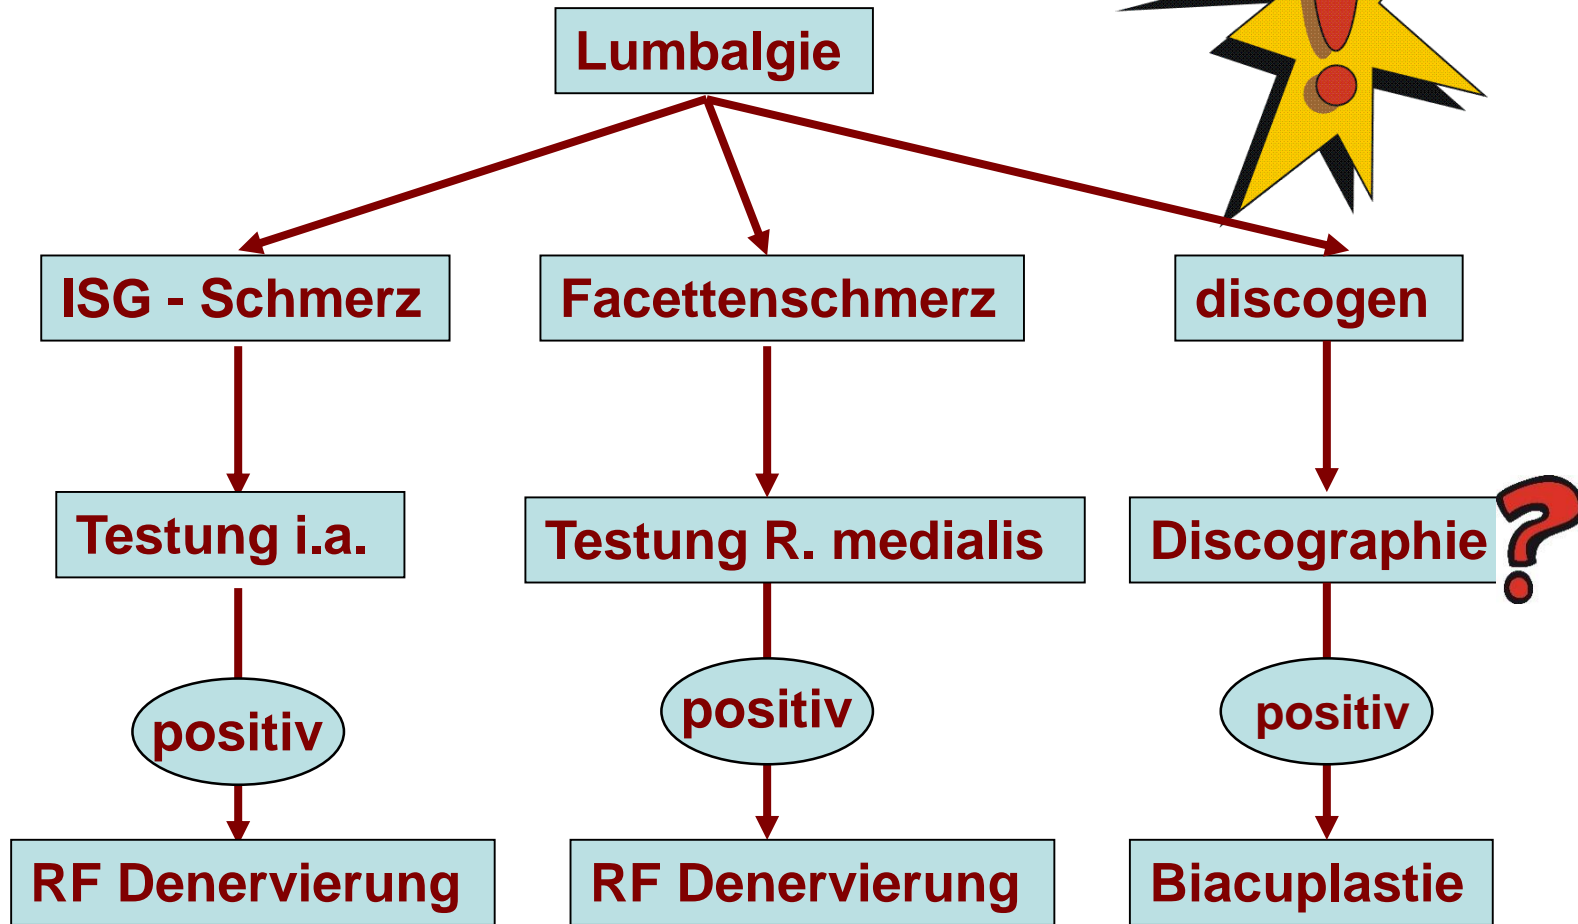 Lumbalgie
ISG - Schmerz
Facettenschmerz
discogen
Testung i.a.
Testung R. medialis
Discographie
?
positiv
positiv
positiv
RF Denervierung
RF Denervierung
Biacuplastie